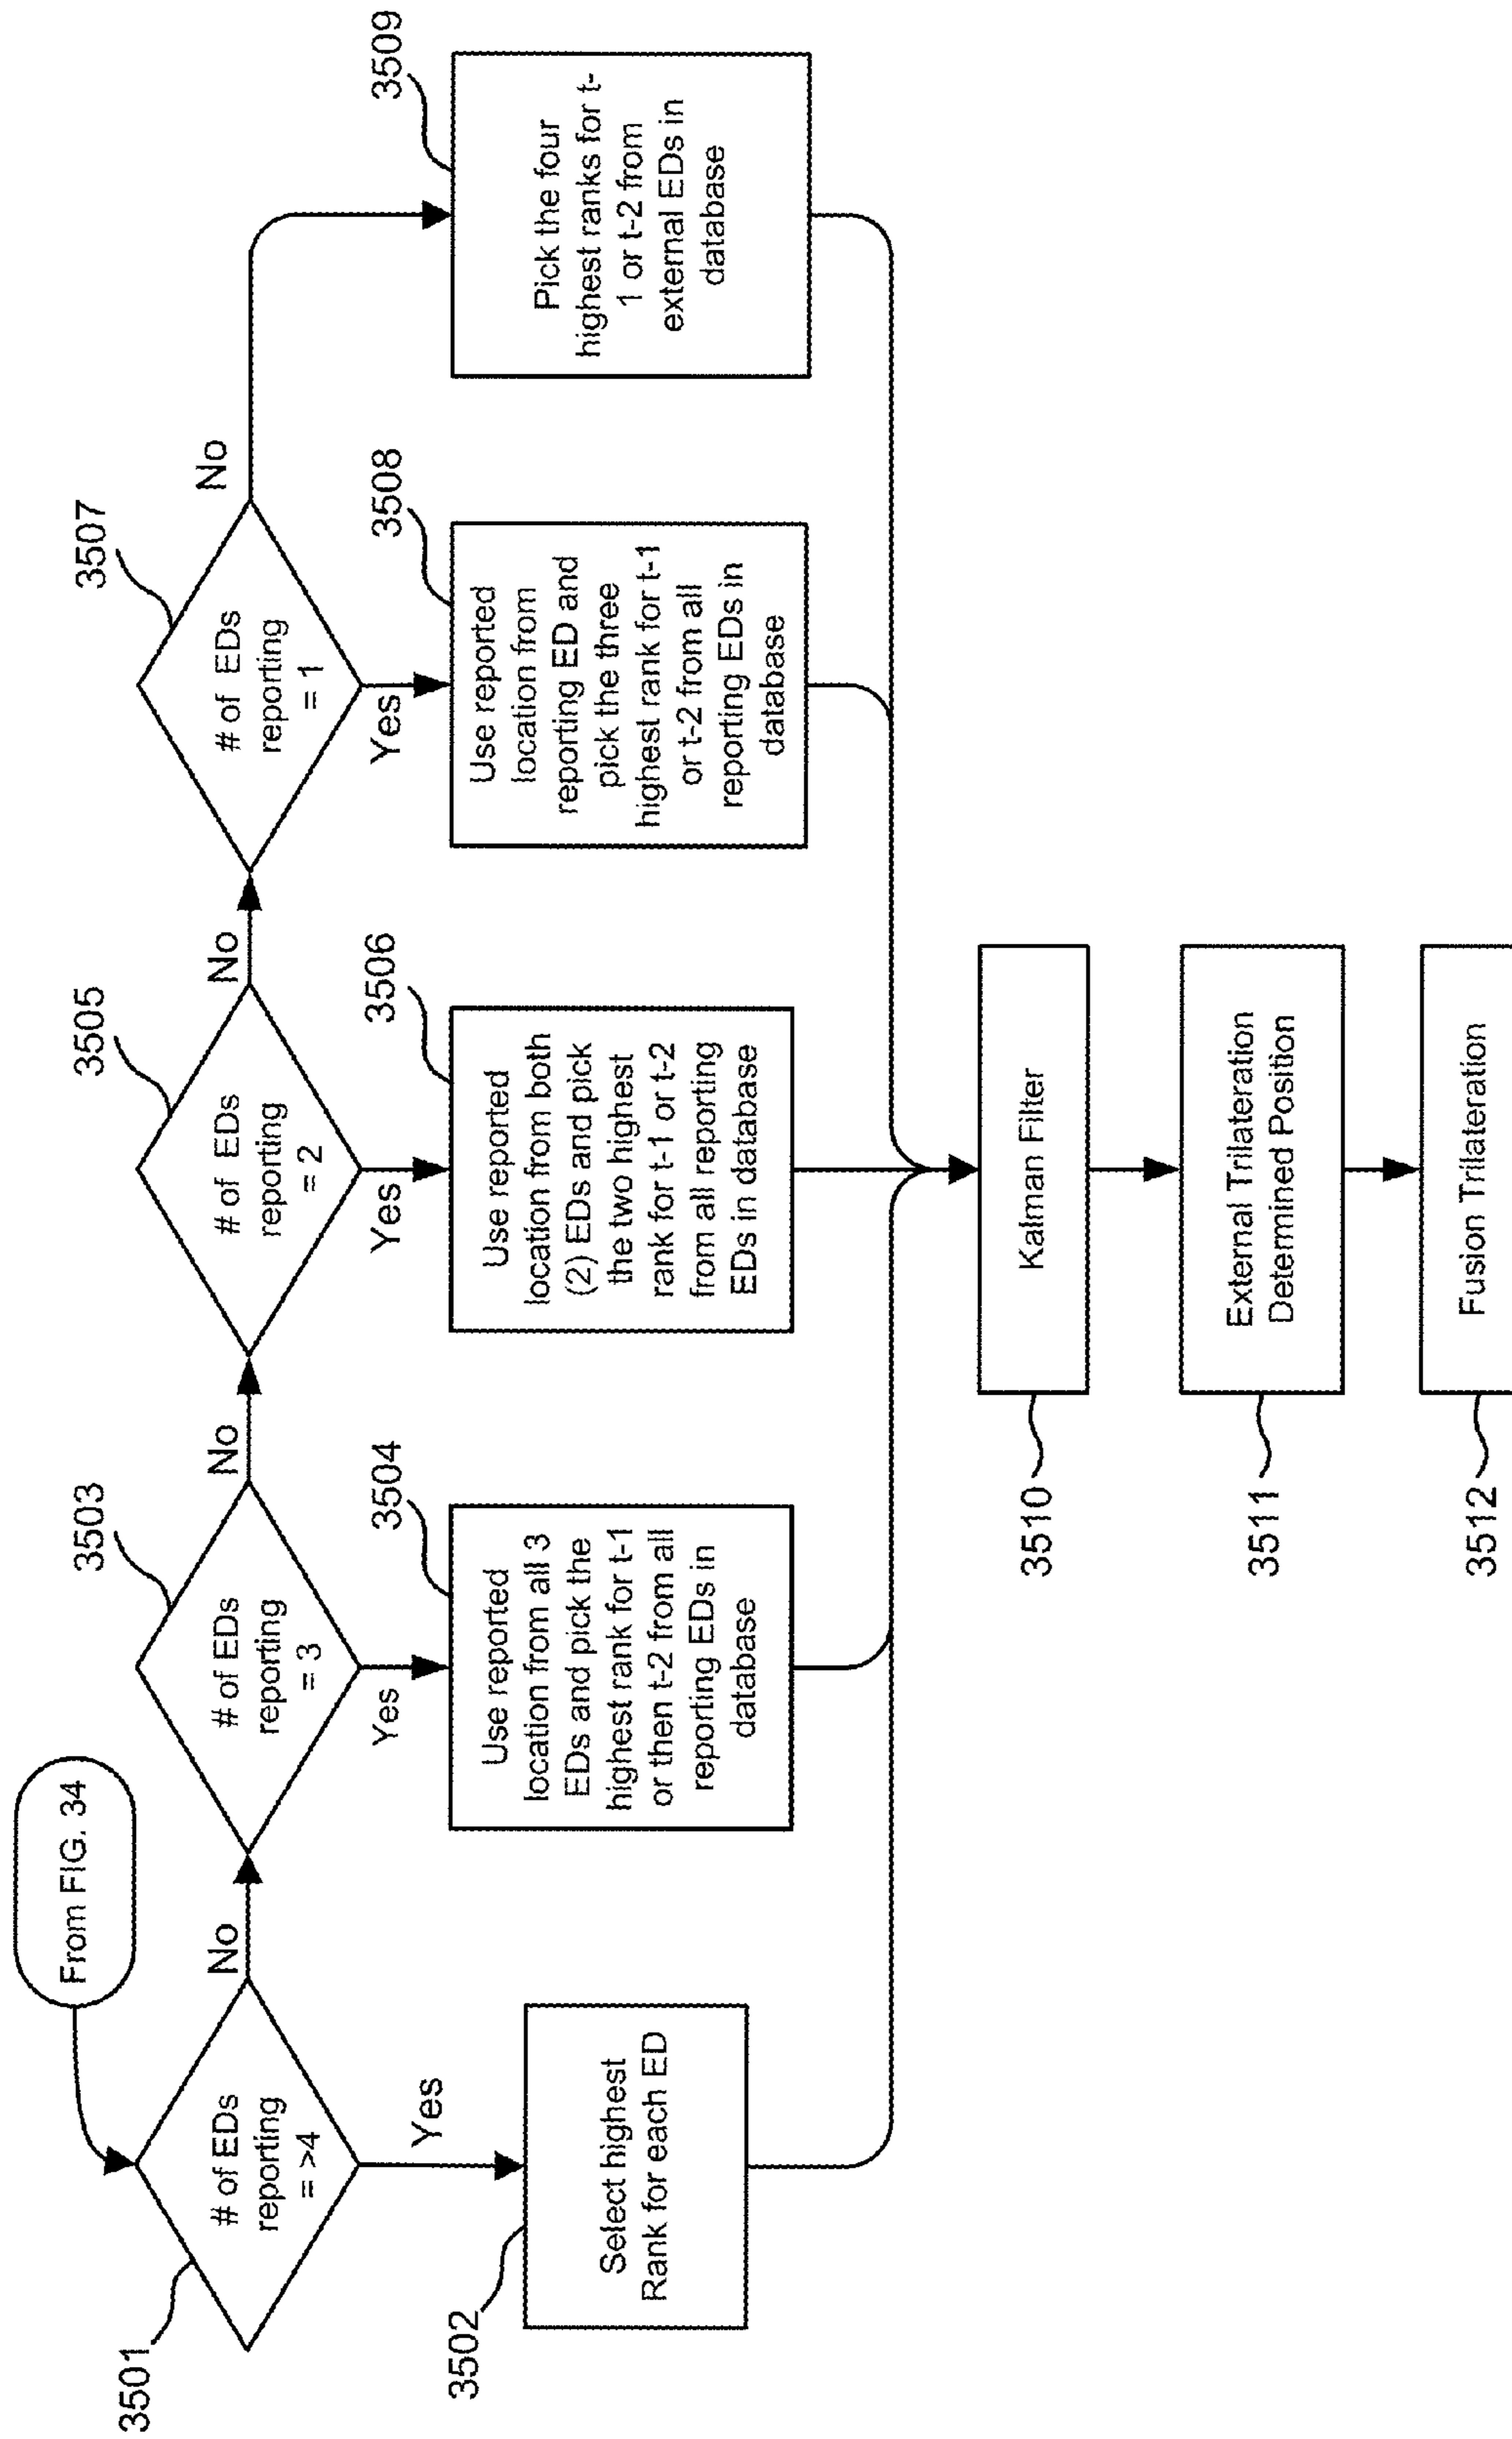 From FIG. 34
3501
# of EDs
reporting
= >4
No
Yes
3502
Select highest
Rank for each ED
3503
# of EDs
reporting
= 3
No
Yes
3504
Use reported
location from all 3
EDs and pick the
highest rank for t-1
or then t-2 from all
reporting EDs in
database
3505
# of EDs
reporting
= 2
No
Yes
3506
Use reported
location from both
(2) EDs and pick
the two highest
rank for t-1 or t-2
from all reporting
EDs in database
3507
# of EDs
reporting
= 1
No
Yes
3508
Use reported
location from
reporting ED and
pick the three
highest rank for t-1
or t-2 from all
reporting EDs in
database
3509
Pick the four
highest ranks for t-
1 or t-2 from
external EDs in
database
3510
Kalman Filter
3511
External Trilateration
Determined Position
3512
Fusion Trilateration